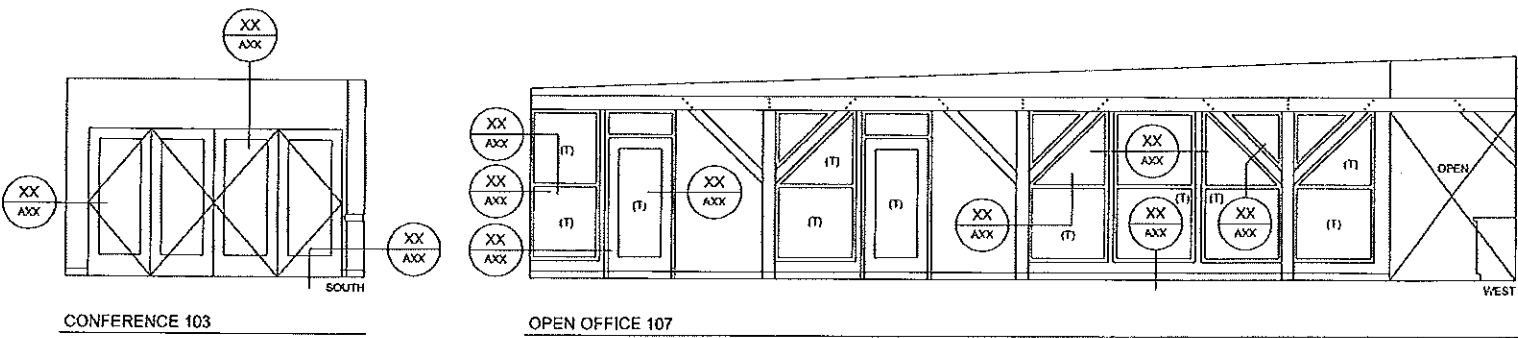 XX
AXX
XX
AXX
XX
AXX
SOUTH
CONFERENCE 103
XX
AXX
XX
AXX
XX
AXX
XX
AXX
XX
AXX
XX
AXX
XX
AXX
XX
AXX
(T)
(T)
(T)
(T)
(T)
(T)
(T)
(T)
(T)
(T)
(T)
OPEN
WEST
OPEN OFFICE 107